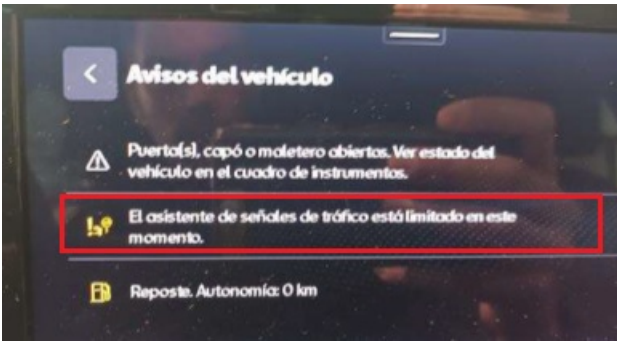 Avisos del vehículo
Puerta(s), capó o maletero abiertos. Ver estado del
vehículo en el cuadro de instrumentos.
El asistente de señales de tráfico está limitado en este
momento.
Reposte. Autonomía: 0 km